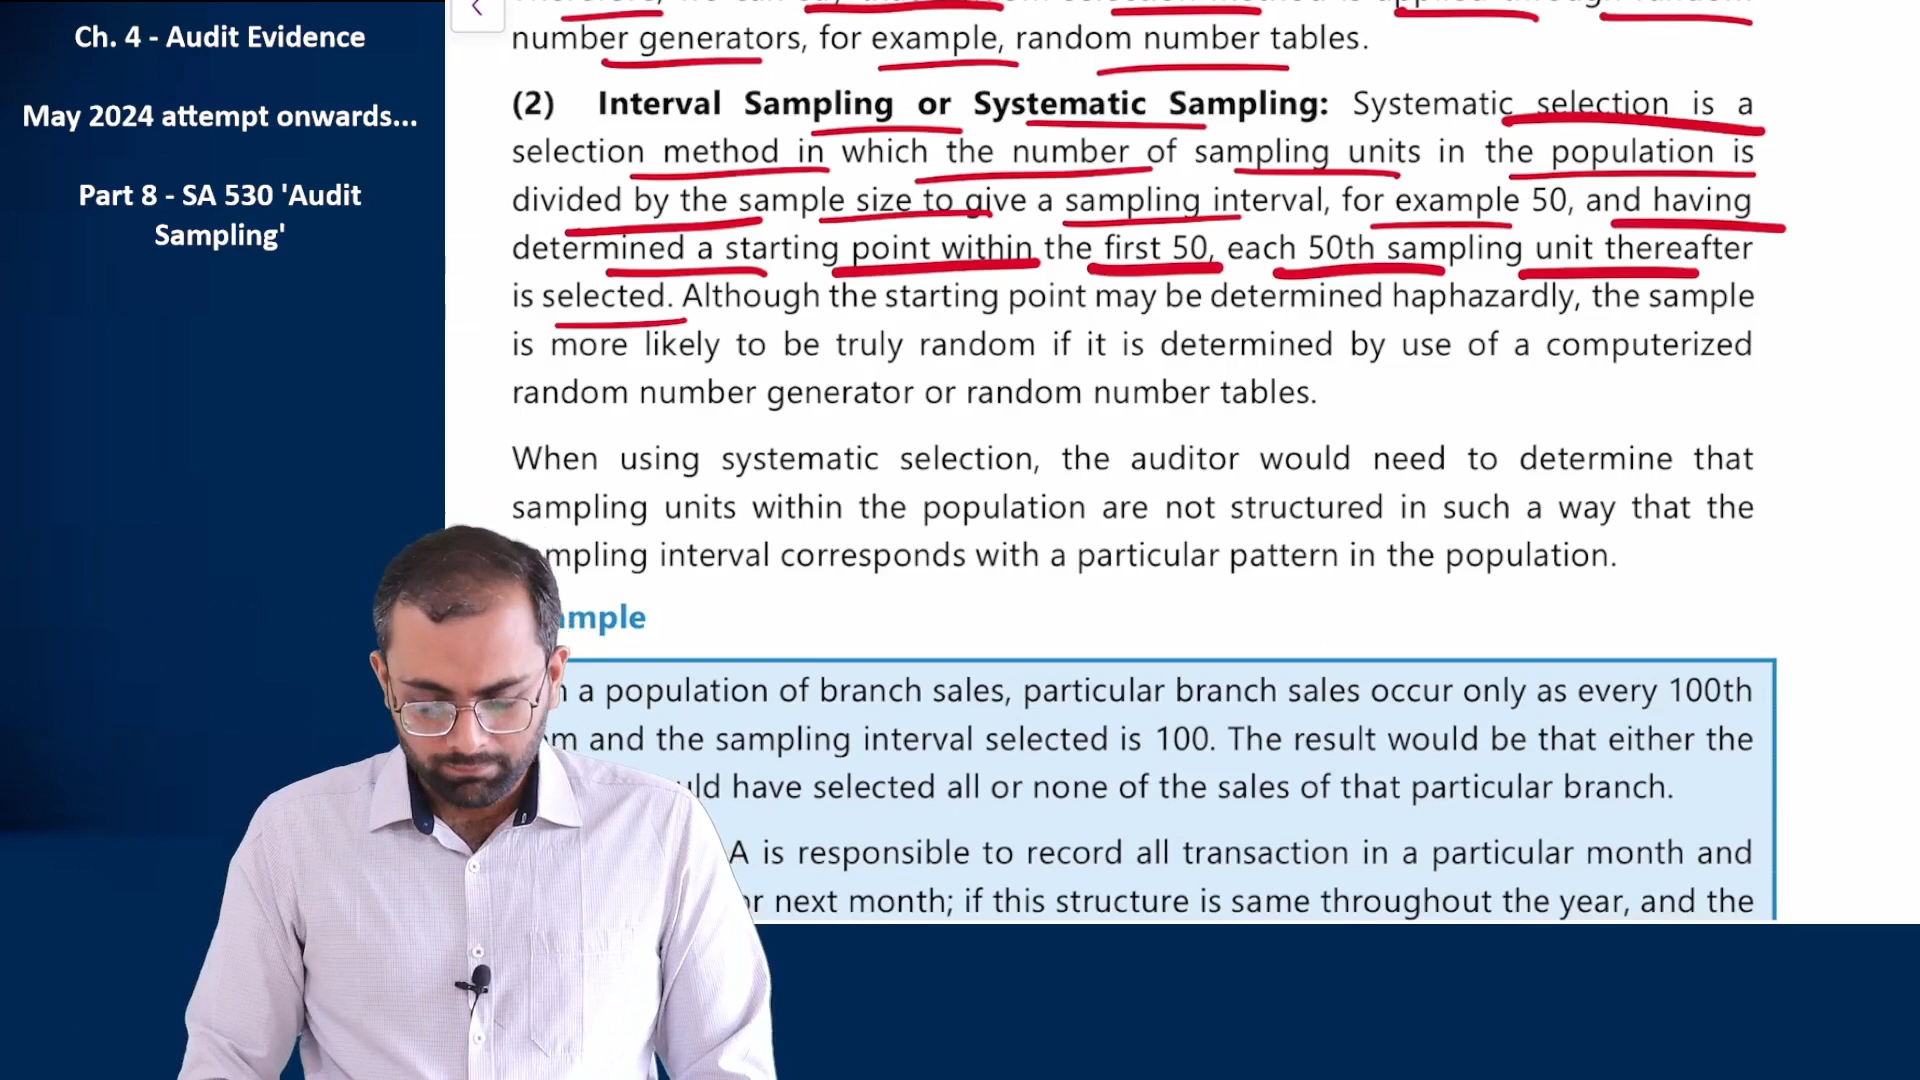 Ch. 4 - Audit Evidence
May 2024 attempt onwards...
Part 8 - SA 530 'Audit
Sampling'
number generators, for example, random number tables.
(2) Interval Sampling or Systematic Sampling: Systematic selection is a
selection method in which the number of sampling units in the population is
divided by the sample size to give a sampling interval, for example 50, and having
determined a starting point within the first 50, each 50th sampling unit thereafter
is selected. Although the starting point may be determined haphazardly, the sample
is more likely to be truly random if it is determined by use of a computerized
random number generator or random number tables.
When using systematic selection, the auditor would need to determine that
sampling units within the population are not structured in such a way that the
mpling interval corresponds with a particular pattern in the population.
mple
a population of branch sales, particular branch sales occur only as every 100th
m and the sampling interval selected is 100. The result would be that either the
uld have selected all or none of the sales of that particular branch.
A is responsible to record all transaction in a particular month and
next month; if this structure is same throughout the year, and the